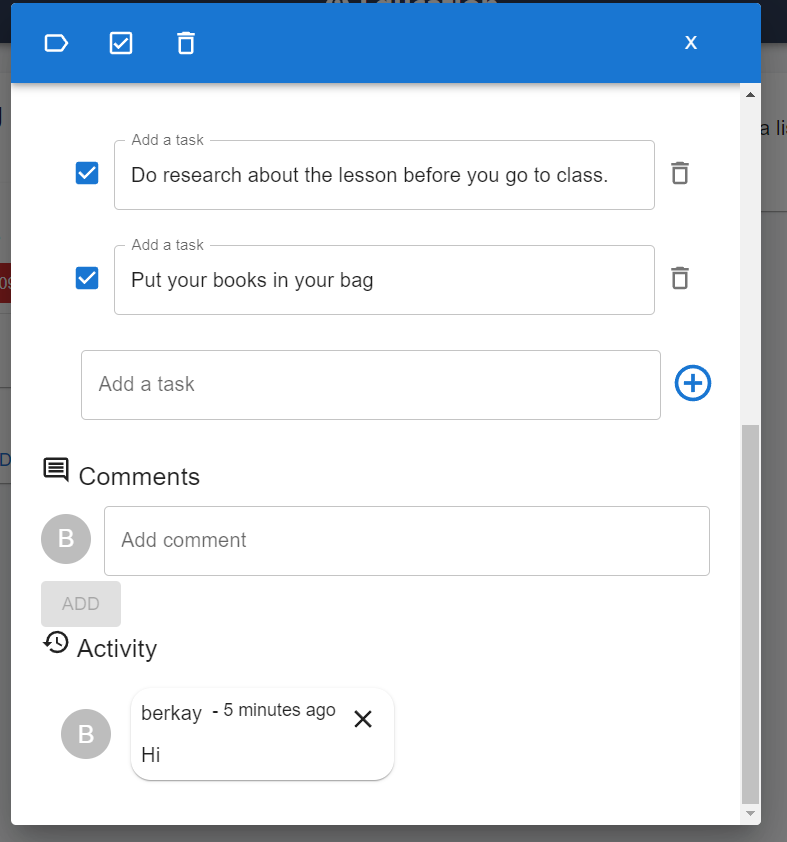 X
a li
Add a task
Do research about the lesson before you go to class.
Add a task
Put your books in your bag
Add a task
Comments
B
Add comment
ADD
Activity
B
berkay - 5 minutes ago
Hi